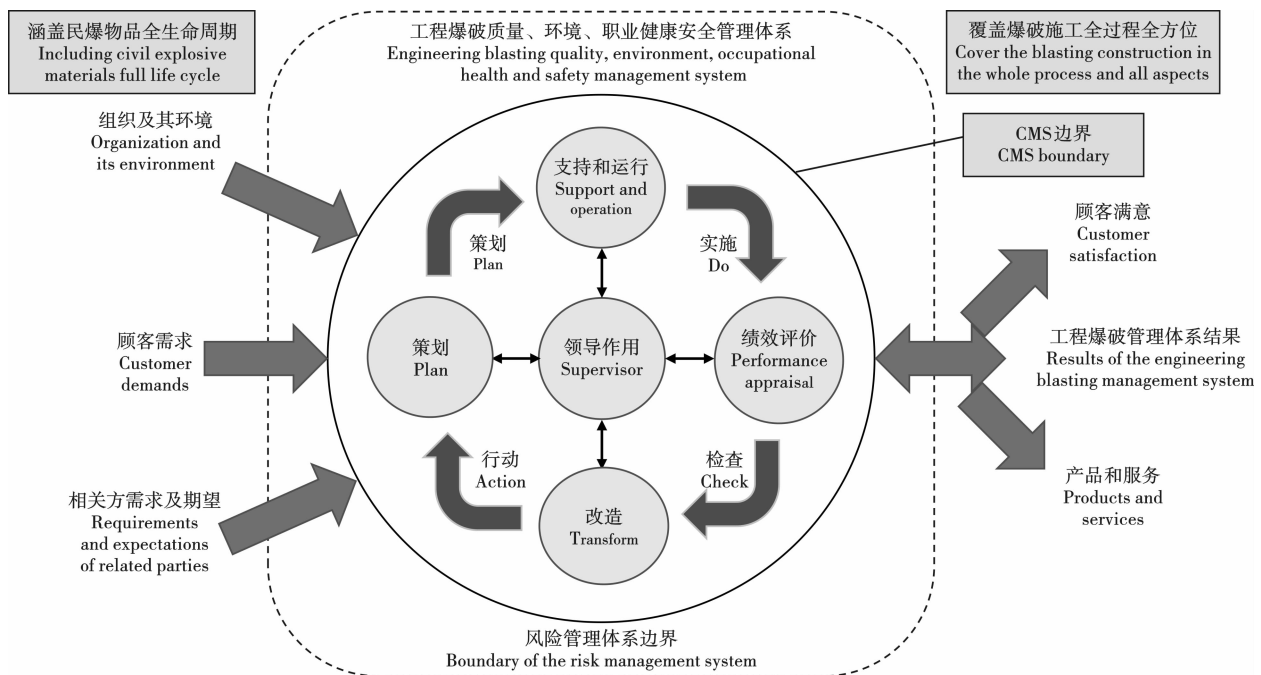 涵盖民爆物品全生命周期
Including civil explosive
materials full life cycle
工程爆破质量、环境、职业健康安全管理体系
Engineering blasting quality, environment, occupational
health and safety management system
覆盖爆破施工全过程全方位
Cover the blasting construction in
the whole process and all aspects
组织及其环境
Organization and
its environment
CMS边界
CMS boundary
支持和运行
Support and
operation
策划
Plan
实施
Do
顾客满意
Customer
satisfaction
顾客需求
Customer
demands
策划
Plan
领导作用
Supervisor
绩效评价
Performance
appraisal
工程爆破管理体系结果
Results of the engineering
blasting management system
行动
Action
检查
Check
相关方需求及期望
Requirements
and expectations
of related parties
改造
Transform
产品和服务
Products and
services
风险管理体系边界
Boundary of the risk management system